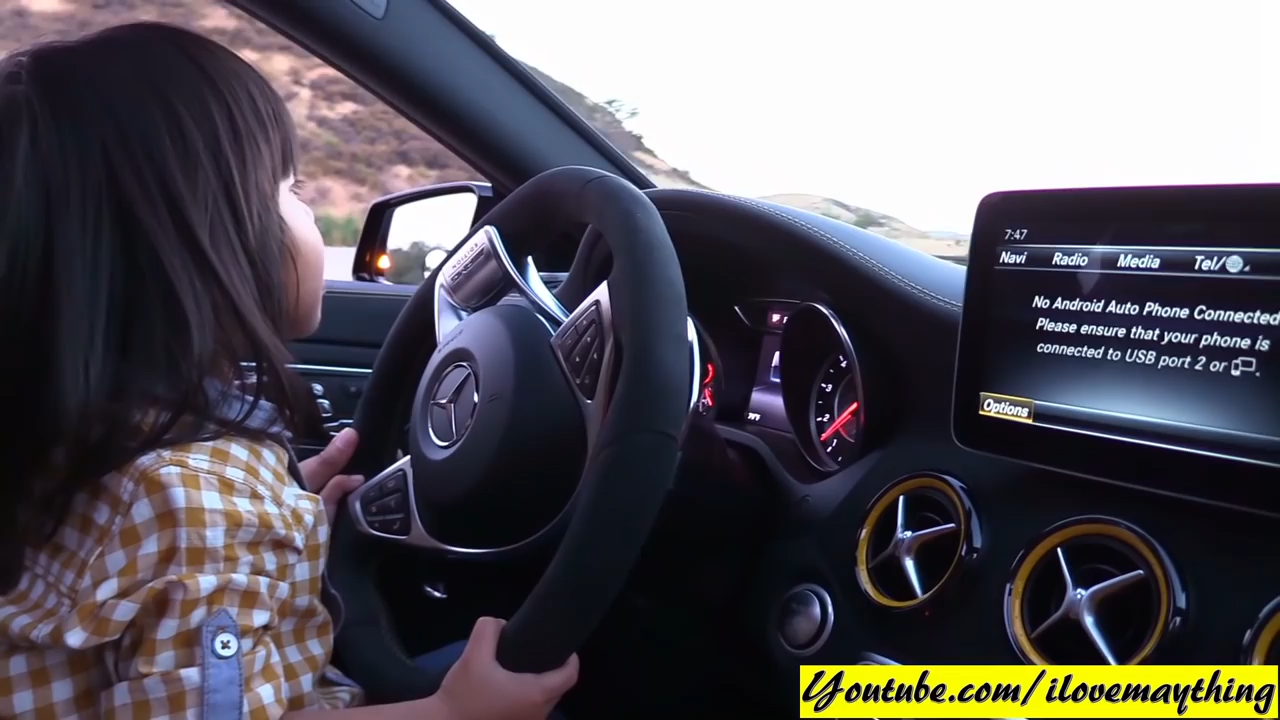 EDITION
7:47
Navi Radio Media Tel/
No Android Auto Phone Connected
Please ensure that your phone is
connected to USB port 2 or
Options
Youtube.com/ilovemaything